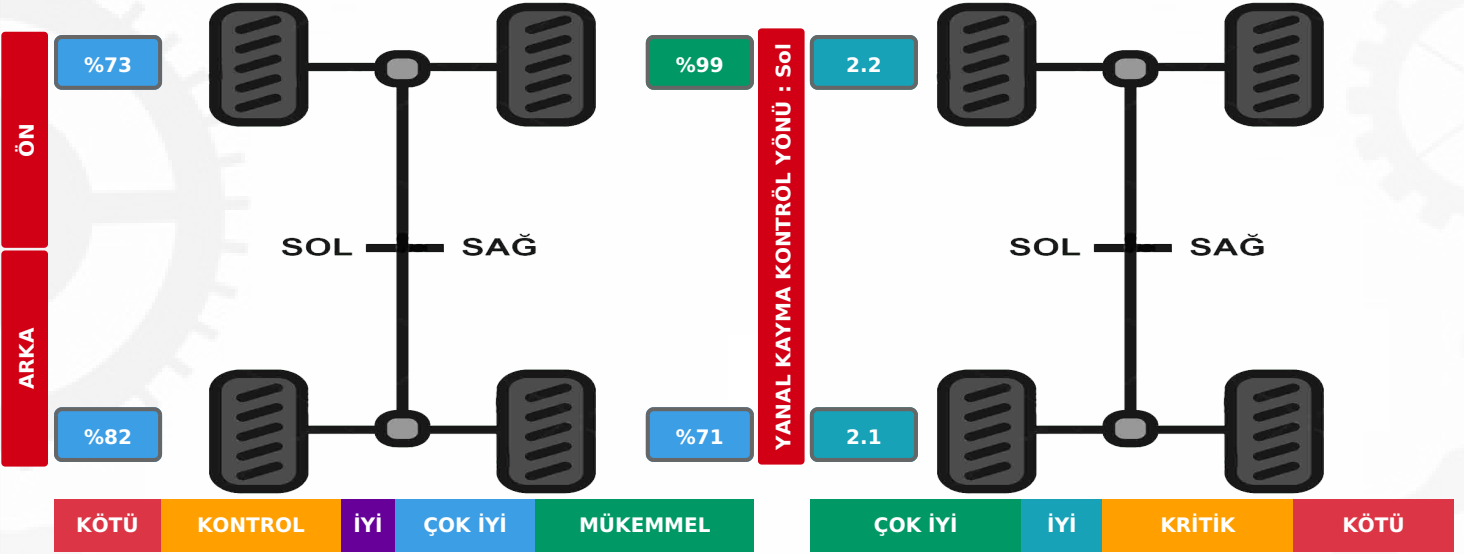 ÖN
%73
%99
YANAL KAYMA KONTRÖL YÖNÜ : Sol
2.2
SOL
SAĞ
SOL
SAĞ
ARKA
%82
%71
2.1
KÖTÜ
KONTROL
İYİ
ÇOK İYİ
MÜKEMMEL
ÇOK İYİ
İYİ
KRİTİK
KÖTÜ